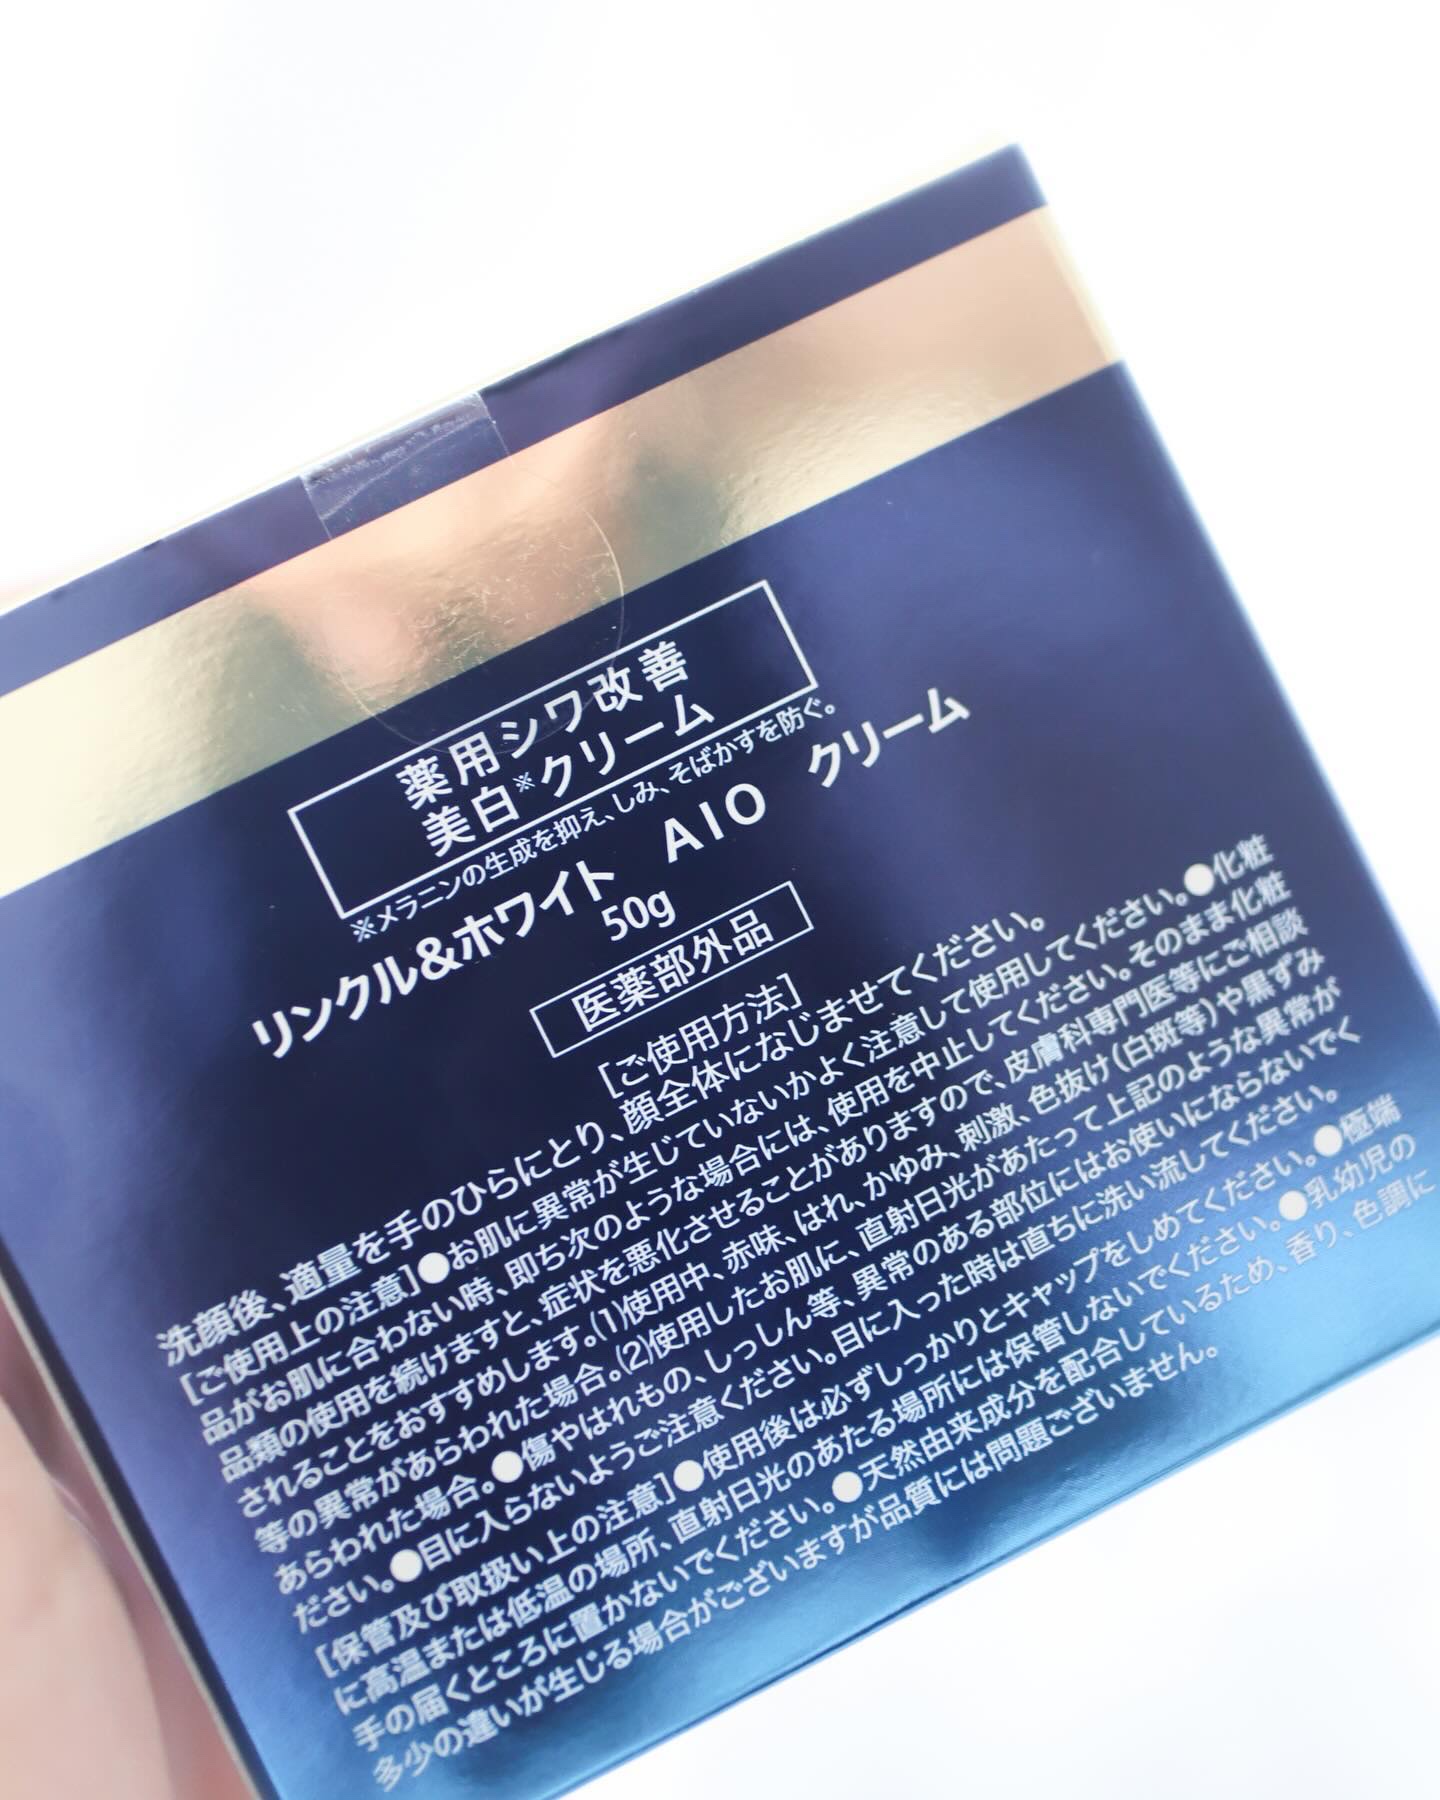 薬用シワ改善
美白※クリーム
※メラニンの生成を抑え、しみ、そばかすを防ぐ。
リンクル&ホワイト AIO クリーム
50g
医薬部外品
[ご使用方法]
洗顔後、適量を手のひらにとり、顔全体になじませてください。
[ご使用上の注意]●お肌に異常が生じていないかよく注意して使用してください。●化粧
品がお肌に合わない時、即ち次のような場合には、使用を中止してください。そのまま化粧
品類の使用を続けますと、症状を悪化させることがありますので、皮膚科専門医等にご相談
されることをおすすめします。(1)使用中、赤味、はれ、かゆみ、刺激、色抜け(白斑等)や黒ずみ
等の異常があらわれた場合。(2)使用したお肌に、直射日光があたって上記のような異常が
あらわれた場合。●傷やはれもの、しっしん等、異常のある部位にはお使いにならないでく
ださい。●目に入らないようご注意ください。目に入った時は直ちに洗い流してください。
[保管及び取扱い上の注意]●使用後は必ずしっかりとキャップをしめてください。●極端
に高温または低温の場所、直射日光のあたる場所には保管しないでください。●乳幼児の
手の届くところに置かないでください。●天然由来成分を配合しているため、香り、色調に
多少の違いが生じる場合がございますが品質には問題ございません。